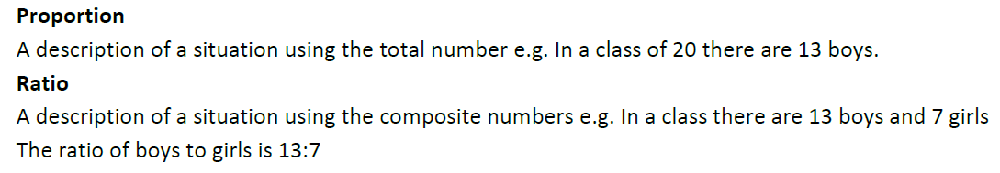 Proportion
A description of a situation using the total number e.g. In a class of 20 there are 13 boys.
Ratio
A description of a situation using the composite numbers e.g. In a class there are 13 boys and 7 girls
The ratio of boys to girls is 13:7